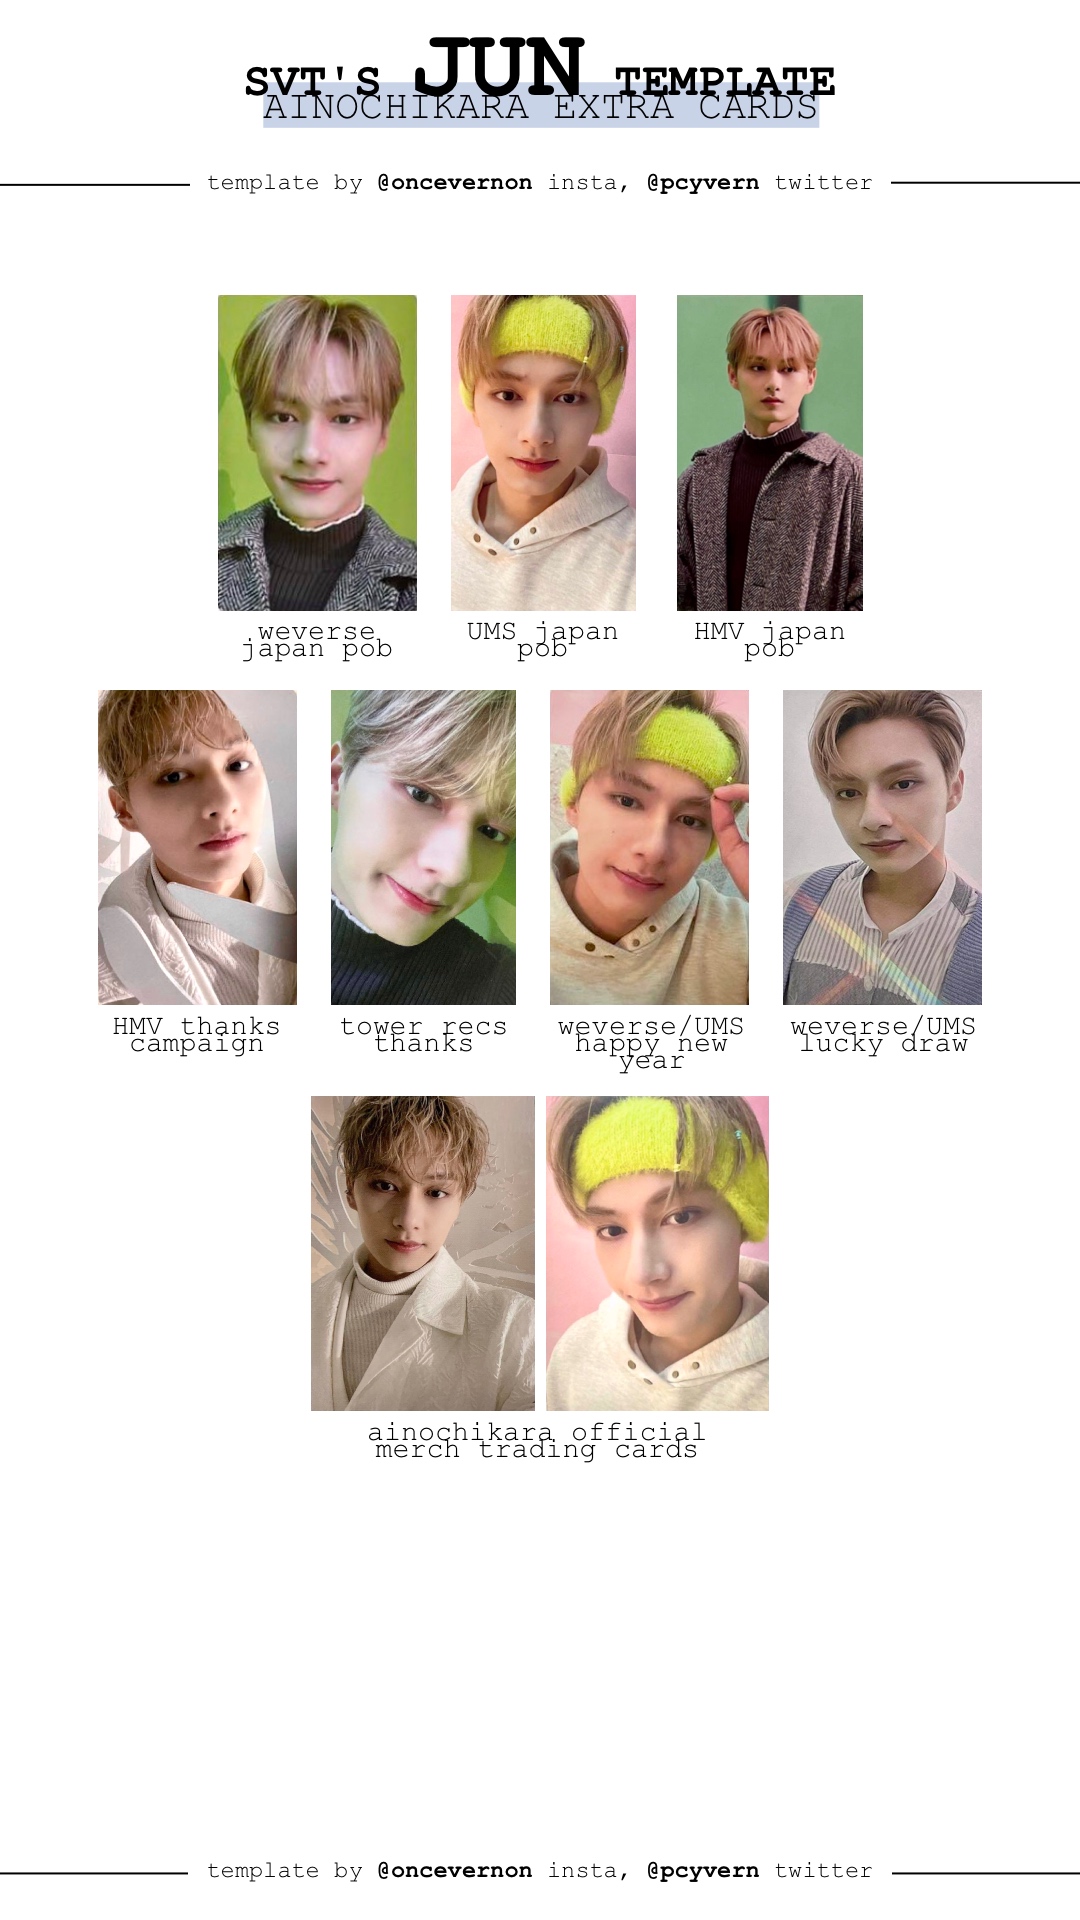 SVT'S JUN TEMPLATE
AINOCHIKARA EXTRA CARDS
template by @oncevernon insta, @pcyvern twitter
weverse
japan pob
UMS japan
pob
HMV japan
pob
HMV thanks
campaign
tower recs
thanks
weverse/UMS
happy new
year
weverse/UMS
lucky draw
ainochikara official
merch trading cards
template by @oncevernon insta, @pcyvern twitter